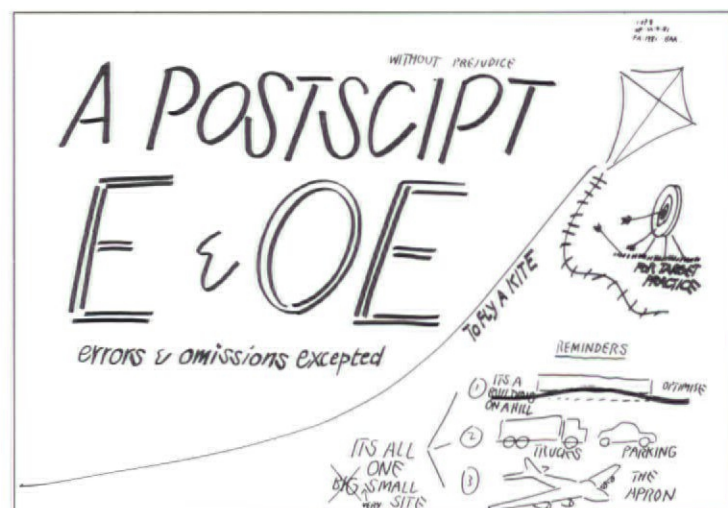 WITHOUT PREJUDICE
A POSTSCIPT
E & OE
errors & omissions excepted
TO FLY A KITE
FOR TARGET
PRACTICE
REMINDERS
① ITS A
BUILDING
ON A HILL
OPTIMISE
② TRUCKS PARKING
③ THE
APRON
ITS ALL
ONE
BIG SMALL
SITE